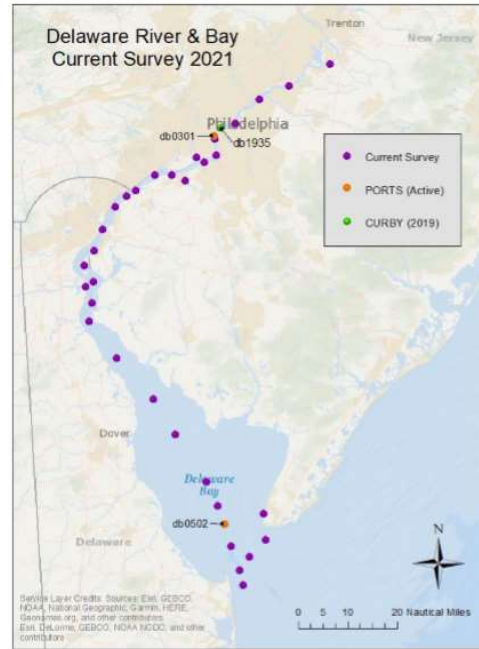 Delaware River & Bay
Current Survey 2021
Trenton
New Jersey
Philadelphia
db0301
db1935
Current Survey
PORTS (Active)
CURBY (2019)
Dover
Delaware
Bay
db0502
Delaware
N
Service Layer Credits: Sources: Esri, GEBCO,
NOAA, National Geographic, Garmin, HERE,
Geonames.org, and other contributors
Esri, DeLorme, GEBCO, NOAA NGDC, and other
contributors
0 5 10 20 Nautical Miles